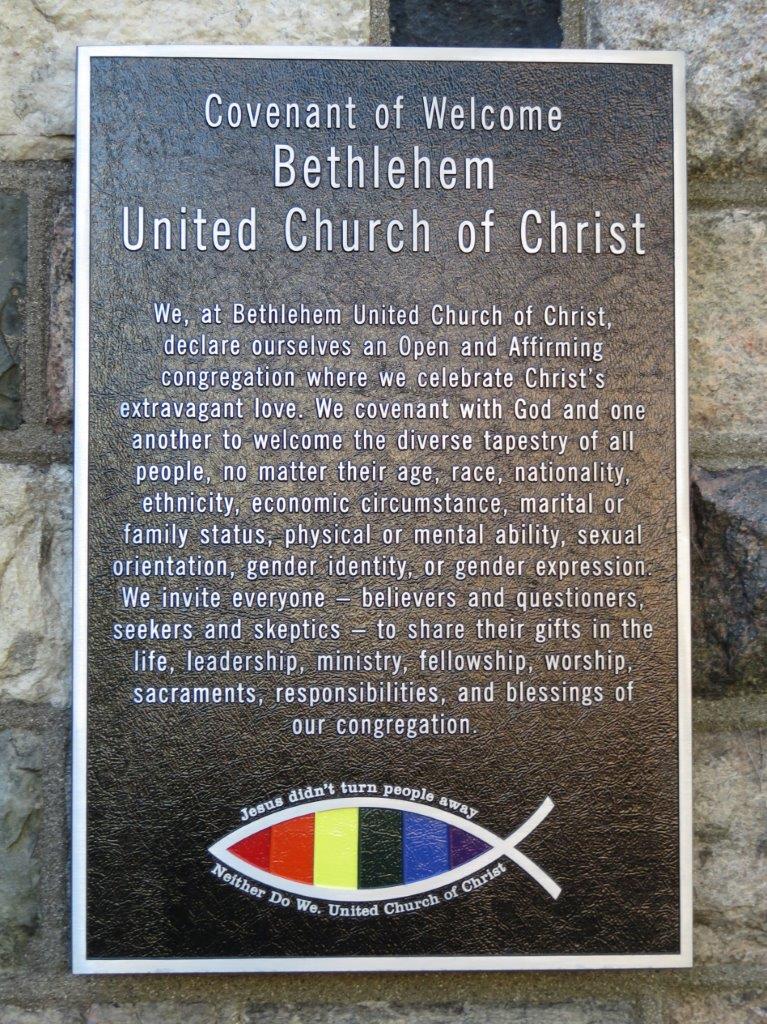 Covenant of Welcome
Bethlehem
United Church of Christ
We, at Bethlehem United Church of Christ,
declare ourselves an Open and Affirming
congregation where we celebrate Christ's
extravagant love. We covenant with God and one
another to welcome the diverse tapestry of all
people, no matter their age, race, nationality,
ethnicity, economic circumstance, marital or
family status, physical or mental ability, sexual
orientation, gender identity, or gender expression.
We invite everyone – believers and questioners,
seekers and skeptics – to share their gifts in the
life, leadership, ministry, fellowship, worship,
sacraments, responsibilities, and blessings of
our congregation.
Jesus didn't turn people away
Neither Do We. United Church of Christ